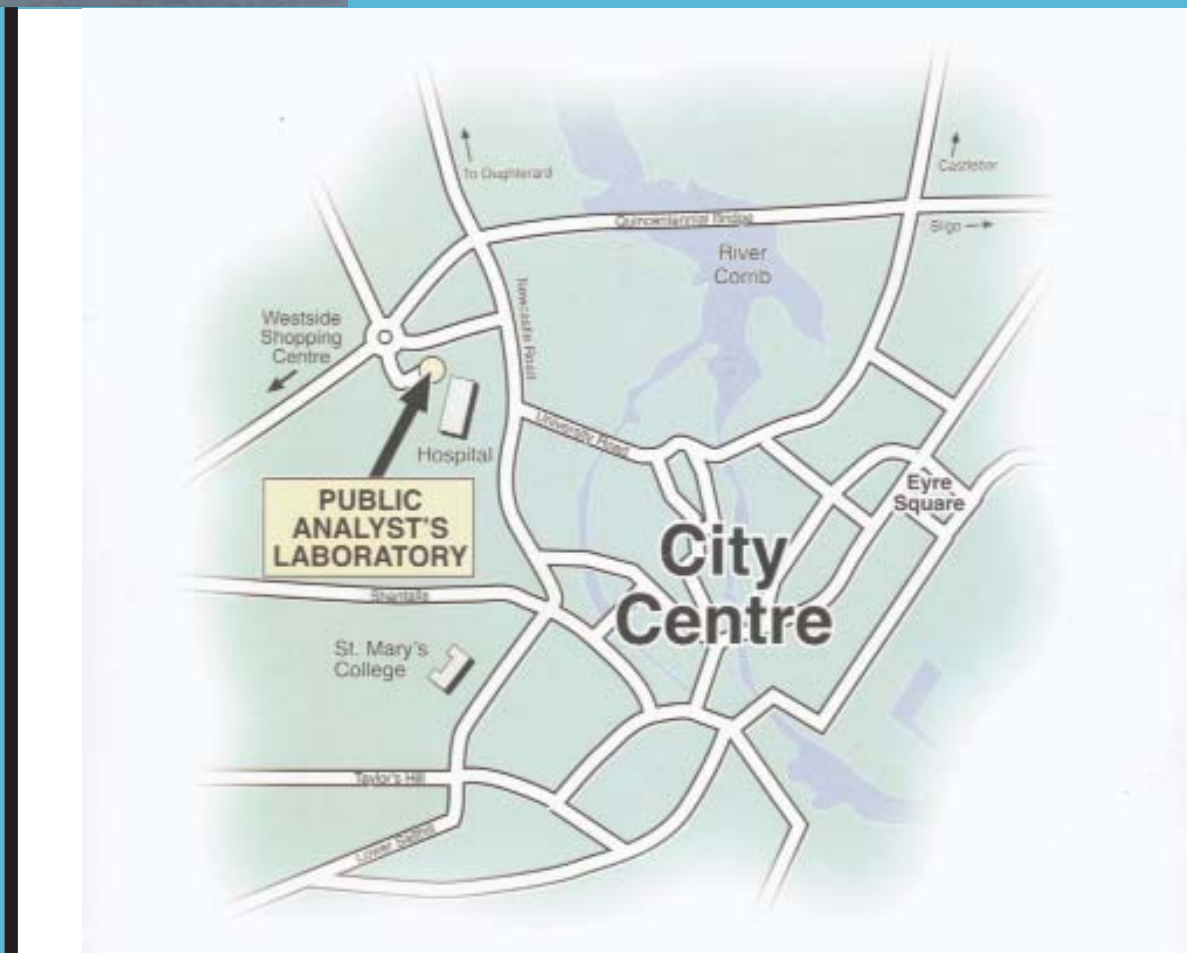 To Oughterard
Castlebar
Quincentennial Bridge
Sligo
River
Corrib
Newcastle Road
Westside
Shopping
Centre
University Road
Hospital
Eyre
Square
PUBLIC
ANALYST'S
LABORATORY
City
Centre
Shantalla
St. Mary's
College
Taylor's Hill
Lower Salthill